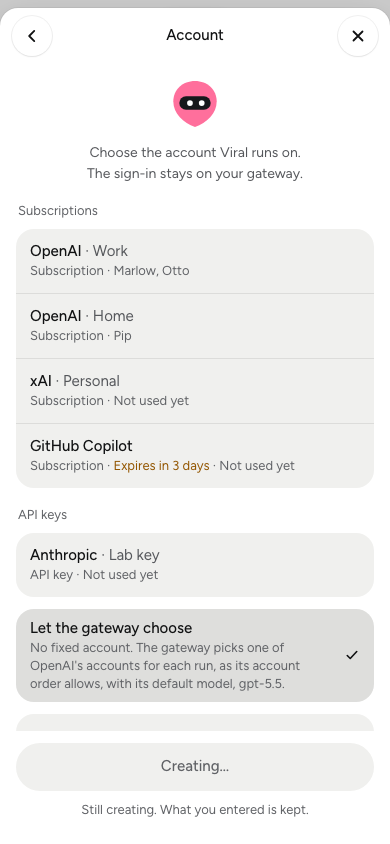 Account
Choose the account Viral runs on.
The sign-in stays on your gateway.
Subscriptions
OpenAI · Work
Subscription · Marlow, Otto
OpenAI · Home
Subscription · Pip
xAI · Personal
Subscription · Not used yet
GitHub Copilot
Subscription · Expires in 3 days · Not used yet
API keys
Anthropic · Lab key
API key · Not used yet
Let the gateway choose
No fixed account. The gateway picks one of
OpenAI's accounts for each run, as its account
order allows, with its default model, gpt-5.5.
Creating...
Still creating. What you entered is kept.